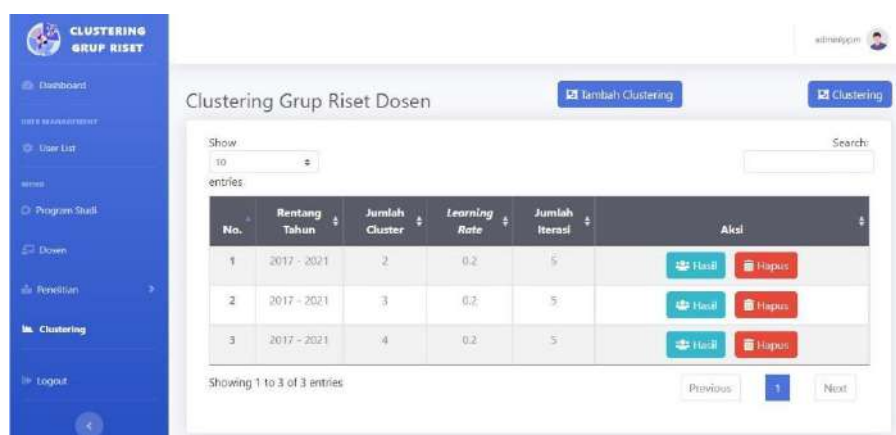 CLUSTERING
GRUP RISET
adminlppm
Dashboard
User List
Program Studi
Dosen
Penelitian
Clustering
Logout
Clustering Grup Riset Dosen
Tambah Clustering
Clustering
Show
10
entries
Search:
No. Rentang Tahun Jumlah Cluster Learning Rate Jumlah Iterasi Aksi
1 2017 - 2021 2 0.2 5 Hasil Hapus
2 2017 - 2021 3 0.2 5 Hasil Hapus
3 2017 - 2021 4 0.2 5 Hasil Hapus
Showing 1 to 3 of 3 entries
Previous 1 Next